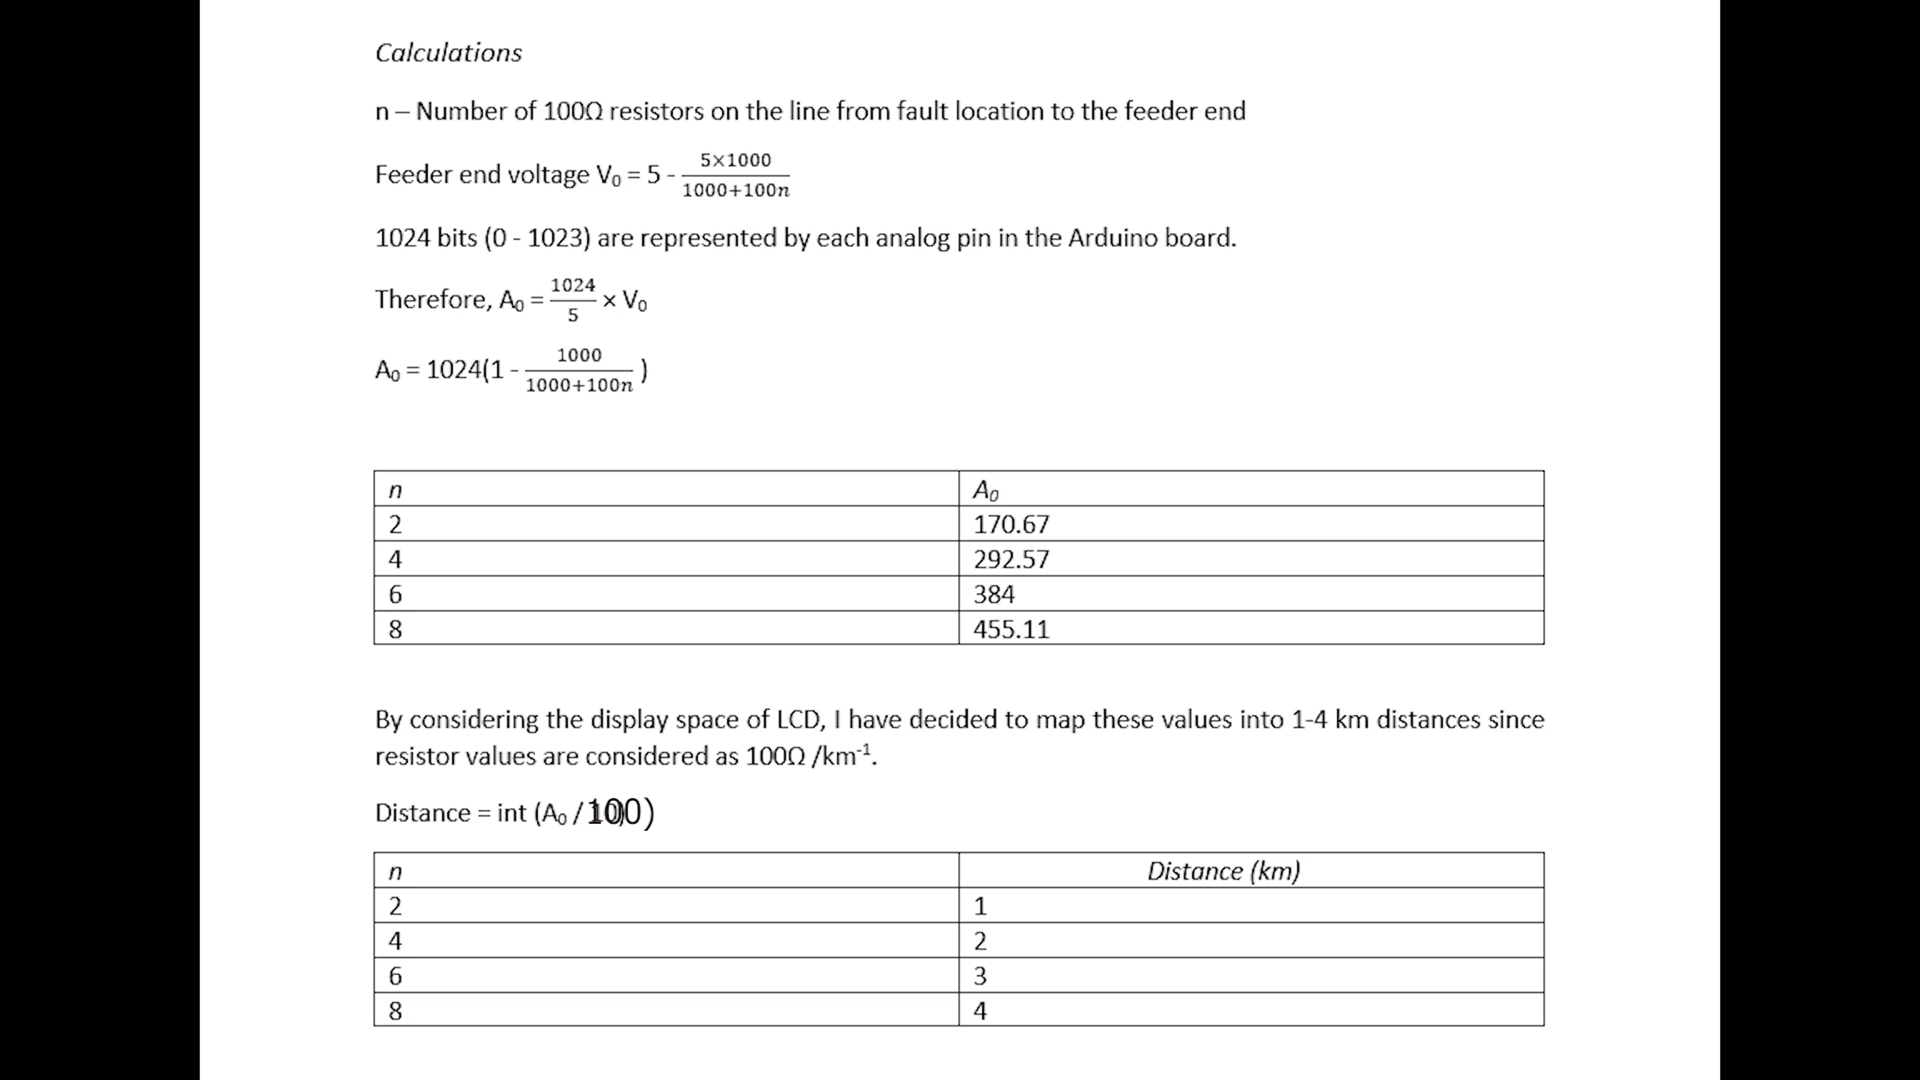 Calculations
n – Number of 100Ω resistors on the line from fault location to the feeder end
Feeder end voltage V₀ = 5 - 5×1000/1000+100n
1024 bits (0 - 1023) are represented by each analog pin in the Arduino board.
Therefore, A₀ = 1024/5 × V₀
A₀ = 1024(1 - 1000/1000+100n )
n A₀
2 170.67
4 292.57
6 384
8 455.11
By considering the display space of LCD, I have decided to map these values into 1-4 km distances since
resistor values are considered as 100Ω /km⁻¹.
Distance = int (A₀ / 100)
n Distance (km)
2 1
4 2
6 3
8 4